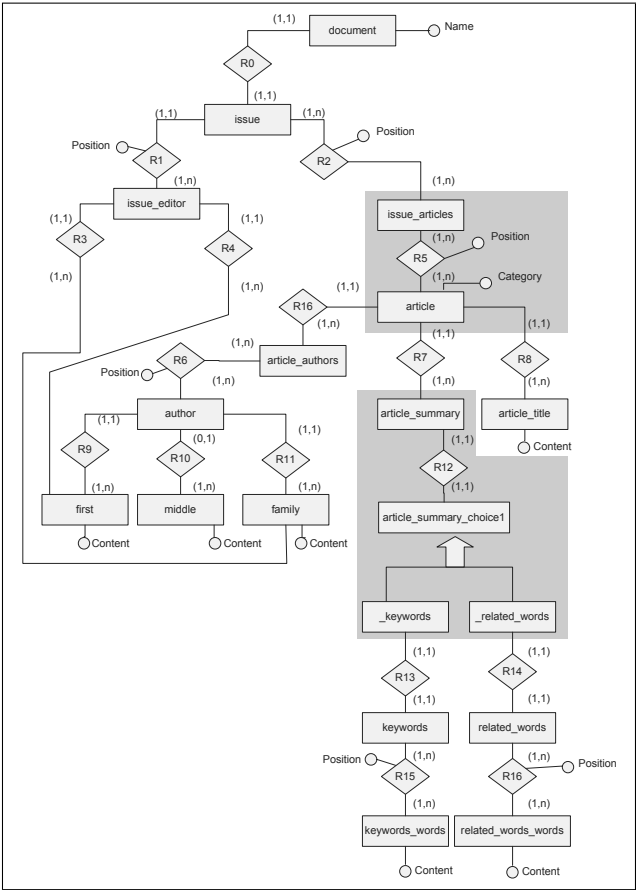 (1,1)
document
Name
R0
(1,1)
(1,1)
issue
(1,n)
Position
R1
R2
Position
(1,n)
issue_editor
(1,n)
issue_articles
(1,1)
R3
(1,1)
R4
(1,n)
Position
R5
(1,n)
(1,n)
(1,n)
Category
(1,1)
article
R16
(1,n)
(1,1)
(1,1)
(1,n)
article_authors
R6
Position
(1,n)
R7
R8
(1,n)
(1,n)
author
article_summary
article_title
(1,1)
(0,1)
(1,1)
(1,1)
Content
R9
R10
R11
R12
(1,n)
(1,n)
(1,n)
(1,1)
first
middle
family
article_summary_choice1
Content
Content
Content
_keywords
_related_words
(1,1)
(1,1)
R13
R14
(1,1)
(1,1)
keywords
related_words
Position
(1,n)
(1,n)
Position
R15
R16
(1,n)
(1,n)
keywords_words
related_words_words
Content
Content